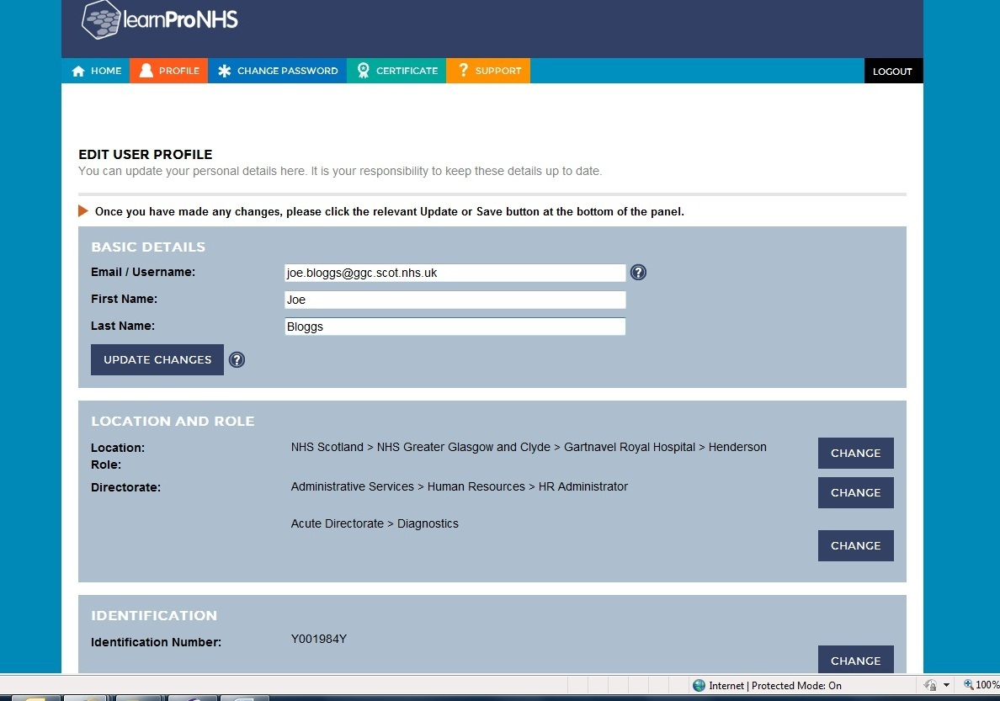 learnProNHS
HOME PROFILE CHANGE PASSWORD CERTIFICATE ? SUPPORT LOGOUT
EDIT USER PROFILE
You can update your personal details here. It is your responsibility to keep these details up to date.
Once you have made any changes, please click the relevant Update or Save button at the bottom of the panel.
BASIC DETAILS
Email / Username: joe.bloggs@ggc.scot.nhs.uk ?
First Name: Joe
Last Name: Bloggs
UPDATE CHANGES ?
LOCATION AND ROLE
Location: NHS Scotland > NHS Greater Glasgow and Clyde > Gartnavel Royal Hospital > Henderson CHANGE
Role:
Directorate: Administrative Services > Human Resources > HR Administrator CHANGE
Acute Directorate > Diagnostics
CHANGE
IDENTIFICATION
Identification Number: Y001984Y
CHANGE
Internet | Protected Mode: On 100%